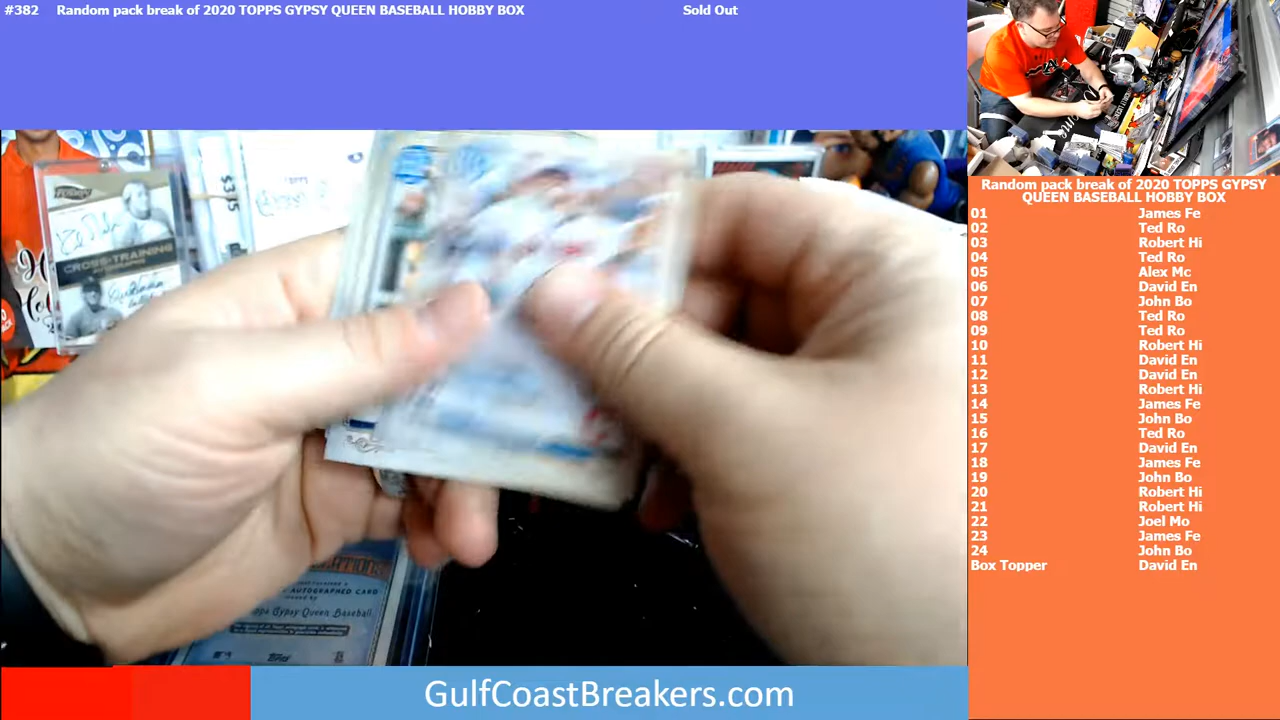 #382 Random pack break of 2020 TOPPS GYPSY QUEEN BASEBALL HOBBY BOX Sold Out
CROSS-TRAINING
$315
AUTOGRAPHED CARD
Topps Gypsy Queen Baseball
Random pack break of 2020 TOPPS GYPSY
QUEEN BASEBALL HOBBY BOX
01 James Fe
02 Ted Ro
03 Robert Hi
04 Ted Ro
05 Alex Mc
06 David En
07 John Bo
08 Ted Ro
09 Ted Ro
10 Robert Hi
11 David En
12 David En
13 Robert Hi
14 James Fe
15 John Bo
16 Ted Ro
17 David En
18 James Fe
19 John Bo
20 Robert Hi
21 Robert Hi
22 Joel Mo
23 James Fe
24 John Bo
Box Topper David En
GulfCoastBreakers.com